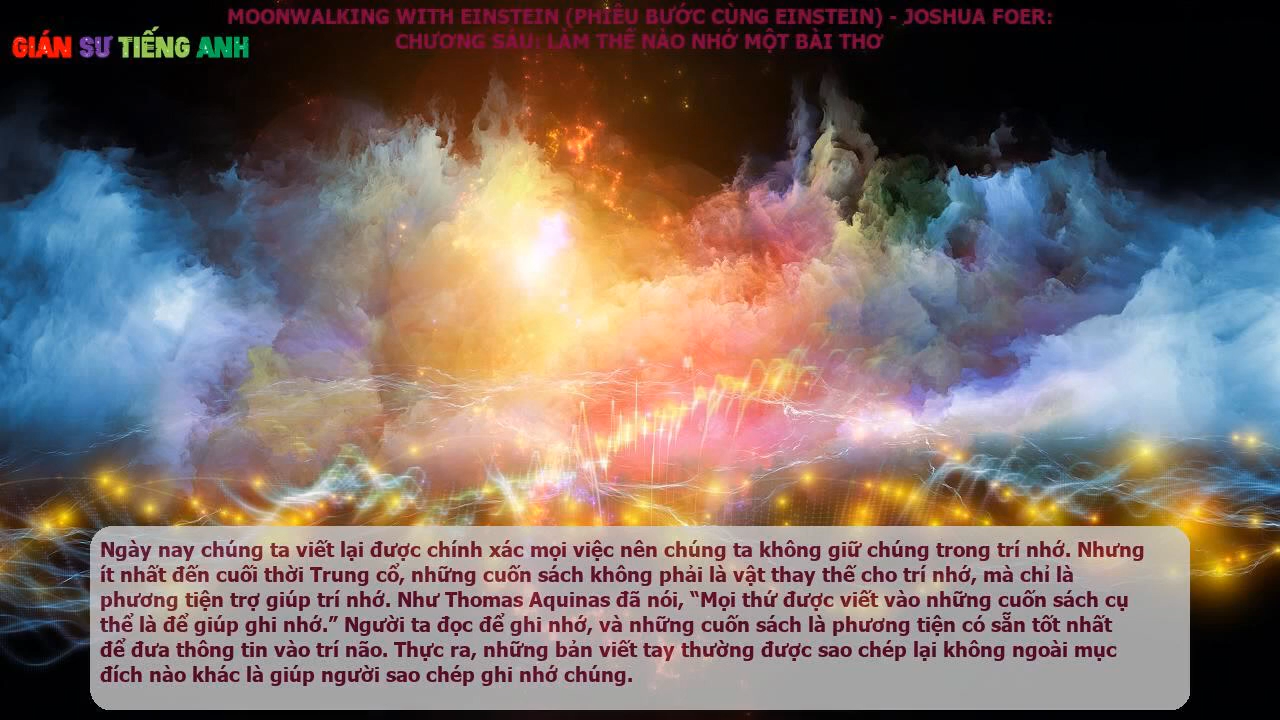 MOONWALKING WITH EINSTEIN (PHIÊU BƯỚC CÙNG EINSTEIN) - JOSHUA FOER:
CHƯƠNG SÁU: LÀM THẾ NÀO NHỚ MỘT BÀI THƠ
GIÁN SƯ TIẾNG ANH
Ngày nay chúng ta viết lại được chính xác mọi việc nên chúng ta không giữ chúng trong trí nhớ. Nhưng
ít nhất đến cuối thời Trung cổ, những cuốn sách không phải là vật thay thế cho trí nhớ, mà chỉ là
phương tiện trợ giúp trí nhớ. Như Thomas Aquinas đã nói, “Mọi thứ được viết vào những cuốn sách cụ
thể là để giúp ghi nhớ.” Người ta đọc để ghi nhớ, và những cuốn sách là phương tiện có sẵn tốt nhất
để đưa thông tin vào trí não. Thực ra, những bản viết tay thường được sao chép lại không ngoài mục
đích nào khác là giúp người sao chép ghi nhớ chúng.